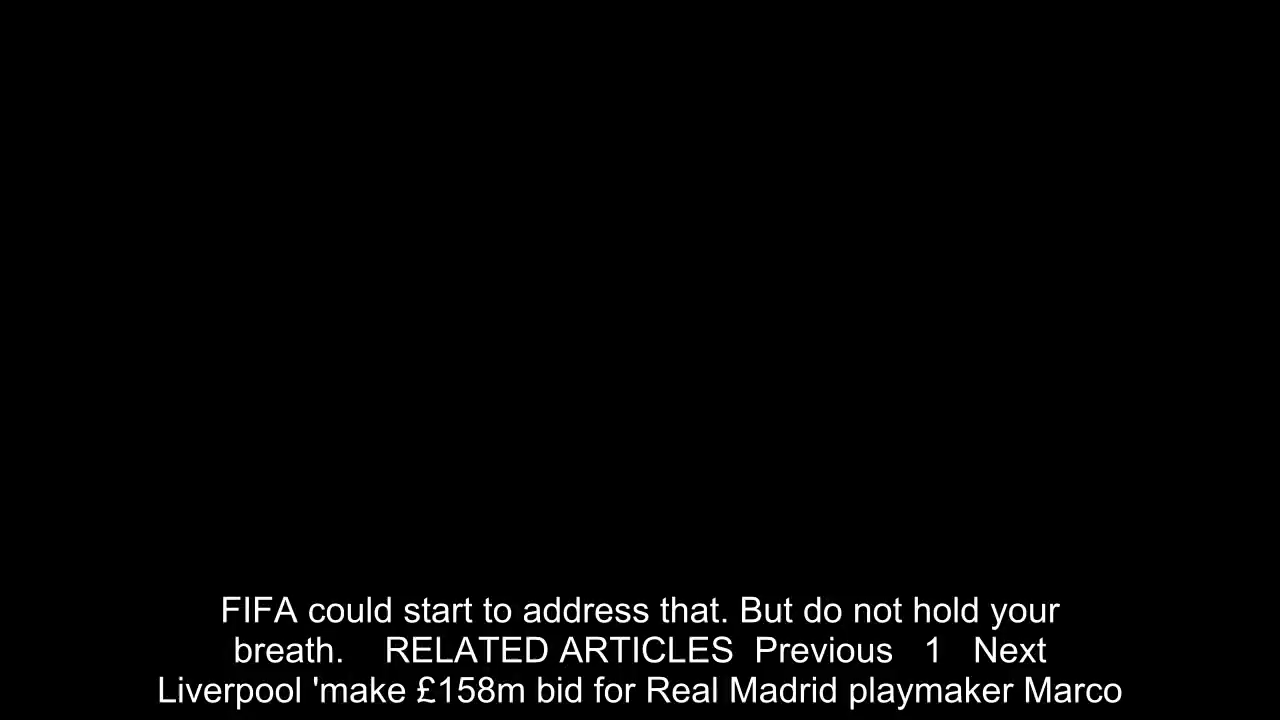 FIFA could start to address that. But do not hold your
breath.    RELATED ARTICLES  Previous   1   Next
Liverpool 'make £158m bid for Real Madrid playmaker Marco